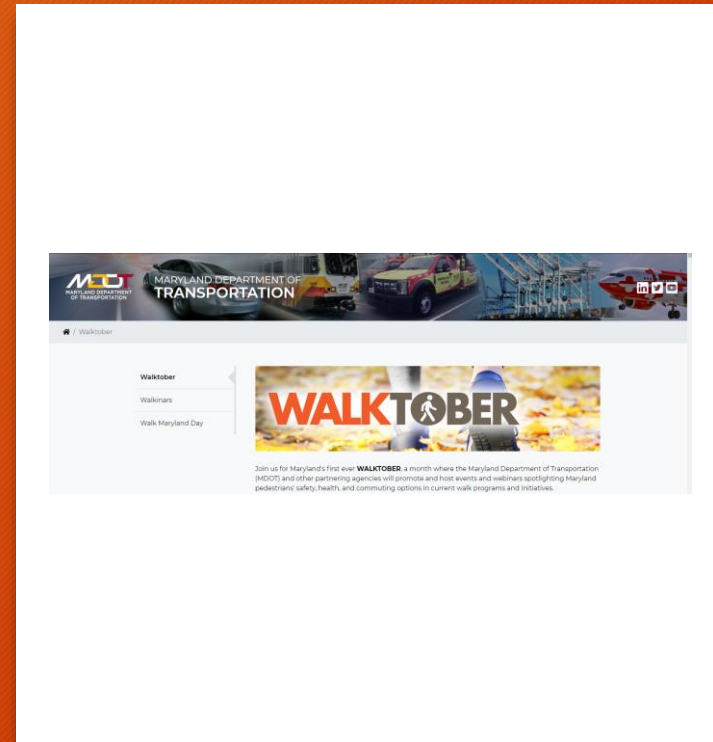 MDOT
MARYLAND DEPARTMENT
OF TRANSPORTATION
MARYLAND DEPARTMENT OF
TRANSPORTATION
in
/ Walktober
Walktober
Walkinars
Walk Maryland Day
WALKTOBER
Join us for Maryland's first ever WALKTOBER, a month where the Maryland Department of Transportation
(MDOT) and other partnering agencies will promote and host events and webinars spotlighting Maryland
pedestrians' safety, health, and commuting options in current walk programs and Initiatives.